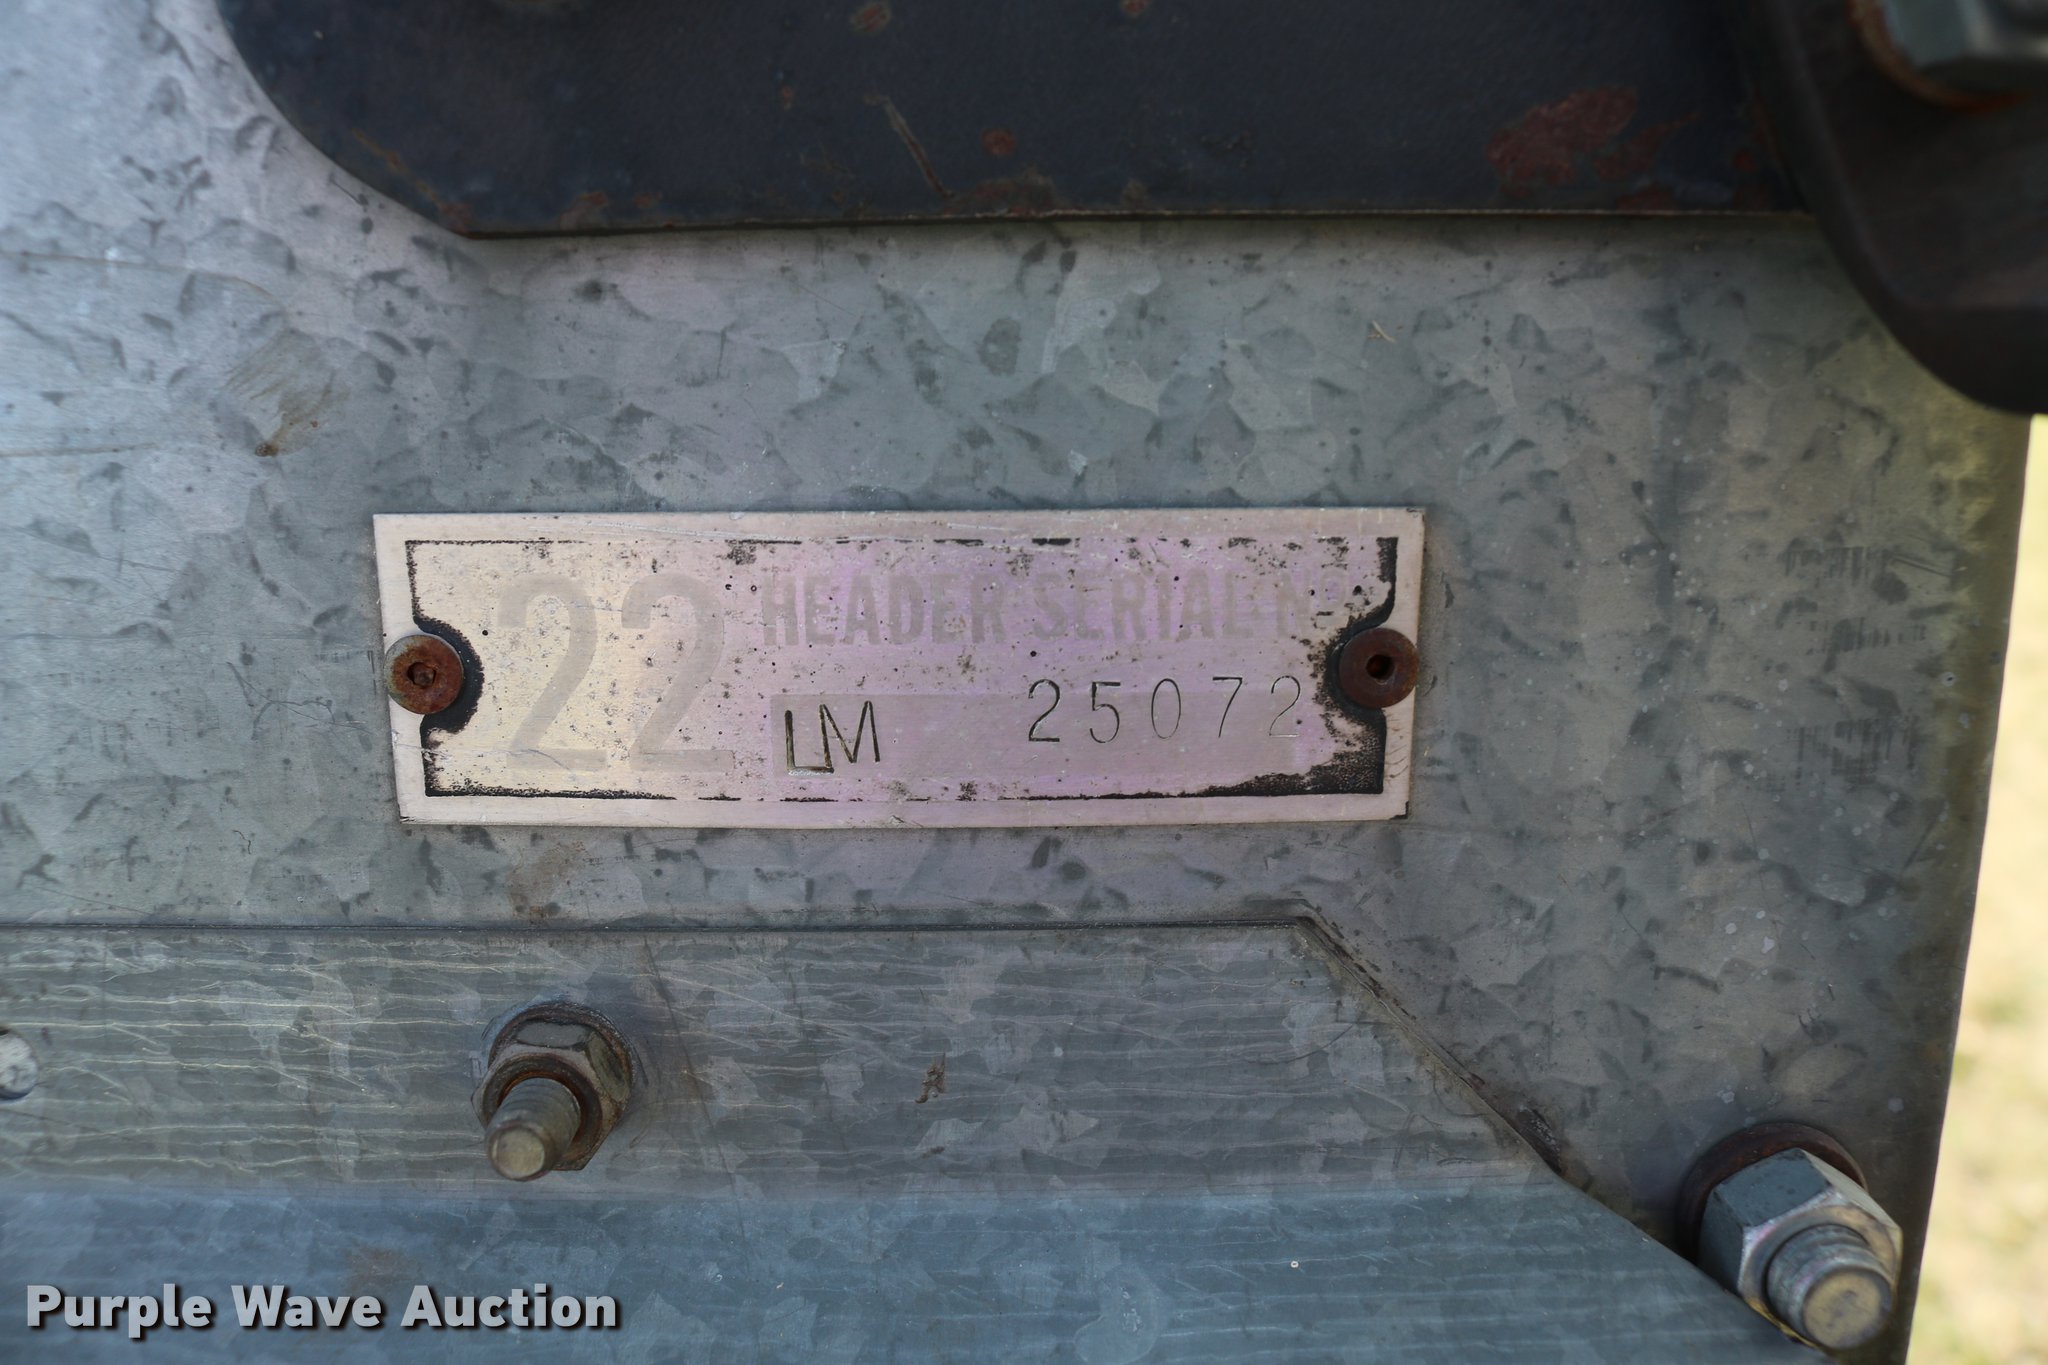 22 HEADER SERIAL Nº
LM 25072
Purple Wave Auction